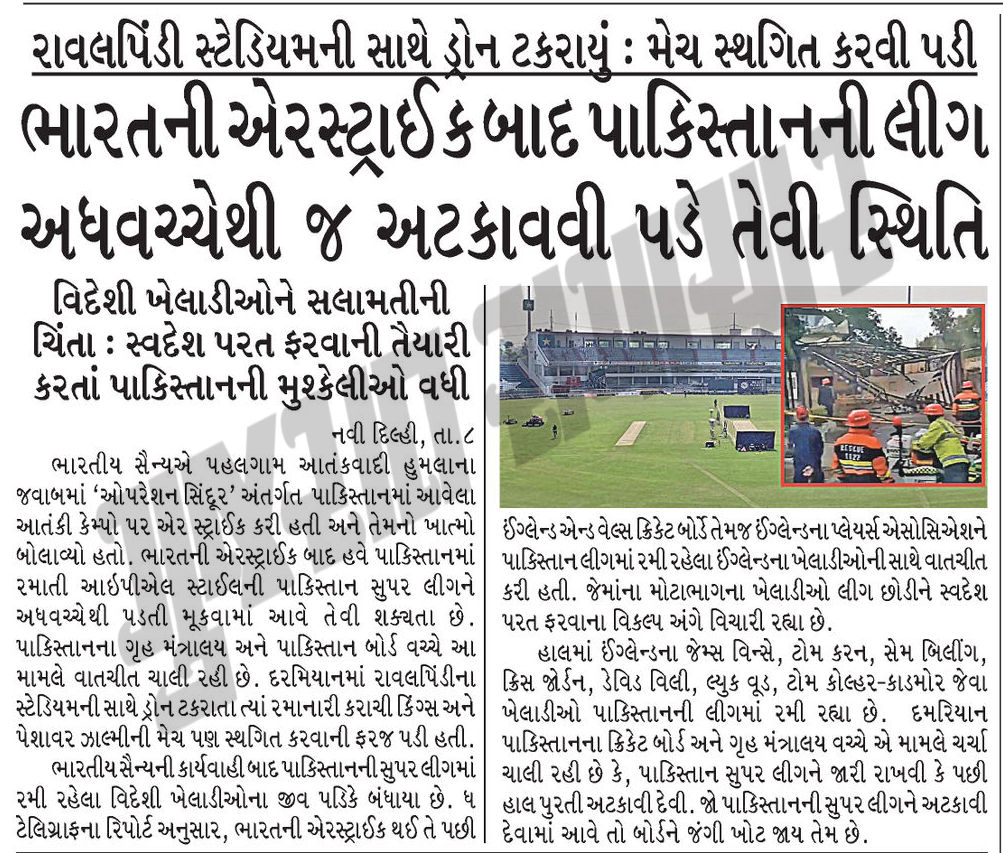 રાવલપિંડી સ્ટેડિયમની સાથે ડ્રોન ટકરાયું : મેચ સ્થગિત કરવી પડી
ભારતની એરસ્ટ્રાઈક બાદ પાકિસ્તાનની લીગ
અધવચ્ચેથી જ અટકાવવી પડે તેવી સ્થિતિ
વિદેશી ખેલાડીઓને સલામતીની
ચિંતા : સ્વદેશ પરત ફરવાની તૈયારી
કરતાં પાકિસ્તાનની મુશ્કેલીઓ વધી
નવી દિલ્હી, તા.૮
ભારતીય સૈન્યએ પહલગામ આતંકવાદી હુમલાના
જવાબમાં ‘ઓપરેશન સિંદૂર’ અંતર્ગત પાકિસ્તાનમાં આવેલા
આતંકી કેમ્પો પર એર સ્ટ્રાઈક કરી હતી અને તેમનો ખાત્મો
બોલાવ્યો હતો. ભારતની એરસ્ટ્રાઈક બાદ હવે પાકિસ્તાનમાં
રમાતી આઇપીએલ સ્ટાઈલની પાકિસ્તાન સુપર લીગને
અધવચ્ચેથી પડતી મૂકવામાં આવે તેવી શક્યતા છે.
પાકિસ્તાનના ગૃહ મંત્રાલય અને પાકિસ્તાન બોર્ડ વચ્ચે આ
મામલે વાતચીત ચાલી રહી છે. દરમિયાનમાં રાવલપિંડીના
સ્ટેડિયમની સાથે ડ્રોન ટકરાતા ત્યાં રમાનારી કરાચી કિંગ્સ અને
પેશાવર ઝાલ્મીની મેચ પણ સ્થગિત કરવાની ફરજ પડી હતી.
ભારતીય સૈન્યની કાર્યવાહી બાદ પાકિસ્તાનની સુપર લીગમાં
રમી રહેલા વિદેશી ખેલાડીઓના જીવ પડિકે બંધાયા છે. ધ
ટેલિગ્રાફના રિપોર્ટ અનુસાર, ભારતની એરસ્ટ્રાઈક થઈ તે પછી
RESCUE
1122
ઈંગ્લેન્ડ એન્ડ વેલ્સ ક્રિકેટ બોર્ડે તેમજ ઈંગ્લેન્ડના પ્લેયર્સ એસોસિએશને
પાકિસ્તાન લીગમાં રમી રહેલા ઈંગ્લેન્ડના ખેલાડીઓની સાથે વાતચીત
કરી હતી. જેમાંના મોટાભાગના ખેલાડીઓ લીગ છોડીને સ્વદેશ
પરત ફરવાના વિકલ્પ અંગે વિચારી રહ્યા છે.
હાલમાં ઈંગ્લેન્ડના જેમ્સ વિન્સે, ટોમ કરન, સેમ બિલીંગ,
ક્રિસ જોર્ડન, ડેવિડ વિલી, લ્યુક વૂડ, ટોમ કોલ્હર-કાડમોર જેવા
ખેલાડીઓ પાકિસ્તાનની લીગમાં રમી રહ્યા છે. દમરિયાન
પાકિસ્તાનના ક્રિકેટ બોર્ડ અને ગૃહ મંત્રાલય વચ્ચે એ મામલે ચર્ચા
ચાલી રહી છે કે, પાકિસ્તાન સુપર લીગને જારી રાખવી કે પછી
હાલ પુરતી અટકાવી દેવી. જો પાકિસ્તાનની સુપર લીગને અટકાવી
દેવામાં આવે તો બોર્ડને જંગી ખોટ જાય તેમ છે.
ગુજરાત સમાચાર